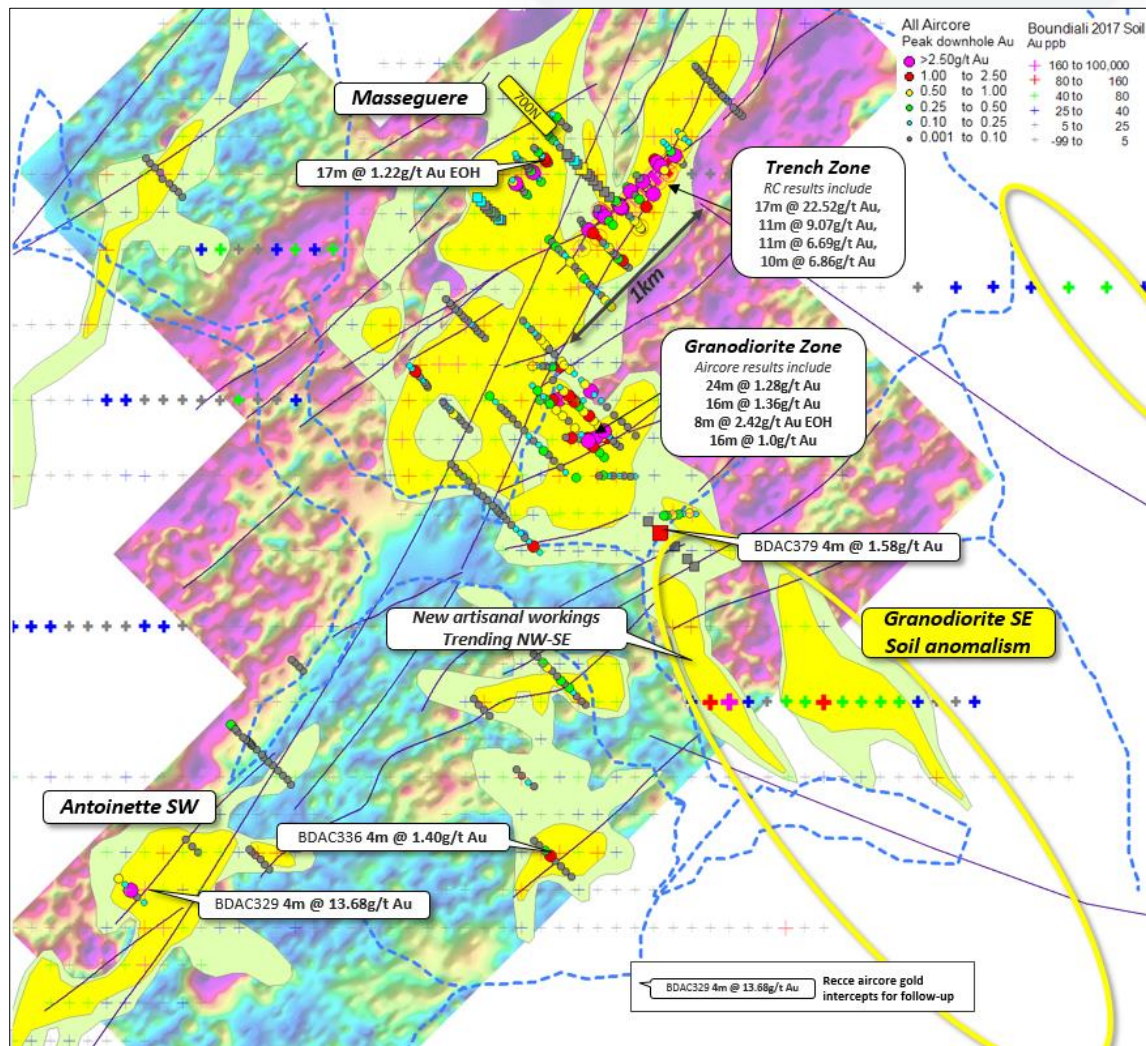 All Aircore
Peak downhole Au
>2.50g/t Au
1.00 to 2.50
0.50 to 1.00
0.25 to 0.50
0.10 to 0.25
0.001 to 0.10
Boundiali 2017 Soil
Au ppb
160 to 100,000
80 to 160
40 to 80
25 to 40
5 to 25
-99 to 5
Masseguere
700N
17m @ 1.22g/t Au EOH
Trench Zone
RC results include
17m @ 22.52g/t Au,
11m @ 9.07g/t Au,
11m @ 6.69g/t Au,
10m @ 6.86g/t Au
1km
Granodiorite Zone
Aircore results include
24m @ 1.28g/t Au
16m @ 1.36g/t Au
8m @ 2.42g/t Au EOH
16m @ 1.0g/t Au
BDAC379 4m @ 1.58g/t Au
New artisanal workings
Trending NW-SE
Granodiorite SE
Soil anomalism
Antoinette SW
BDAC336 4m @ 1.40g/t Au
BDAC329 4m @ 13.68g/t Au
BDAC329 4m @ 13.68g/t Au
Recce aircore gold
intercepts for follow-up